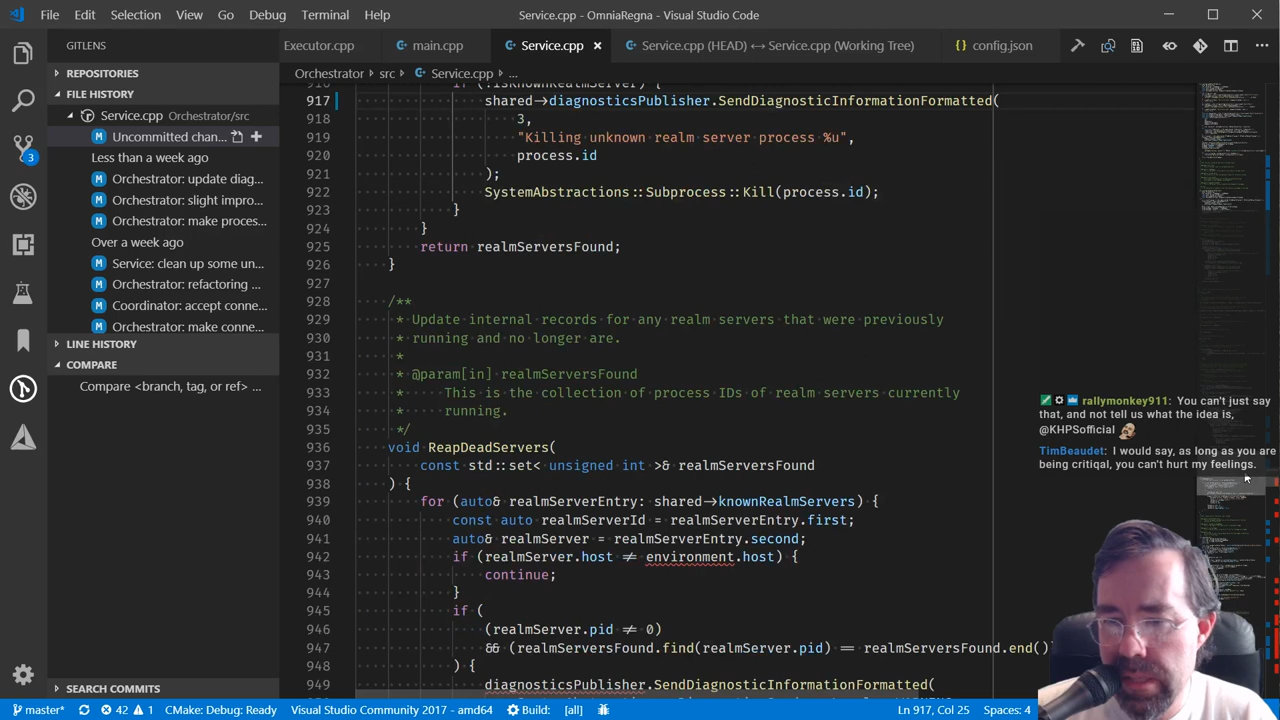 File Edit Selection View Go Debug Terminal Help
Service.cpp - OmniaRegna - Visual Studio Code
GITLENS
Executor.cpp main.cpp Service.cpp Service.cpp (HEAD) ↔ Service.cpp (Working Tree) config.json
Orchestrator > src > Service.cpp > ...
REPOSITORIES
FILE HISTORY
Service.cpp Orchestrator/src
Uncommitted chan...
Less than a week ago
Orchestrator: update diag...
Orchestrator: slight impro...
Orchestrator: make proces...
Over a week ago
Service: clean up some un...
Orchestrator: refactoring ...
Coordinator: accept conne...
Orchestrator: make conne...
LINE HISTORY
COMPARE
Compare <branch, tag, or ref> ...
SEARCH COMMITS
3
916 if (!isKnownRealmServer) {
917 shared->diagnosticsPublisher.SendDiagnosticInformationFormatted(
918 3,
919 "Killing unknown realm server process %u",
920 process.id
921 );
922 SystemAbstractions::Subprocess::Kill(process.id);
923 }
924 }
925 return realmServersFound;
926 }
927
928 /**
929 * Update internal records for any realm servers that were previously
930 * running and no longer are.
931 *
932 * @param[in] realmServersFound
933 * This is the collection of process IDs of realm servers currently
934 * running.
935 */
936 void ReapDeadServers(
937 const std::set< unsigned int >& realmServersFound
938 ) {
939 for (auto& realmServerEntry: shared->knownRealmServers) {
940 const auto realmServerId = realmServerEntry.first;
941 auto& realmServer = realmServerEntry.second;
942 if (realmServer.host != environment.host) {
943 continue;
944 }
945 if (
946 (realmServer.pid != 0)
947 && (realmServersFound.find(realmServer.pid) == realmServersFound.end()
948 ) {
949 diagnosticsPublisher.SendDiagnosticInformationFormatted(
rallymonkey911: You can't just say
that, and not tell us what the idea is,
@KHPSofficial
TimBeaudet: I would say, as long as you are
being critiqal, you can't hurt my feelings.
master* 42 1 CMake: Debug: Ready Visual Studio Community 2017 - amd64 Build: [all] Ln 917, Col 25 Spaces: 4